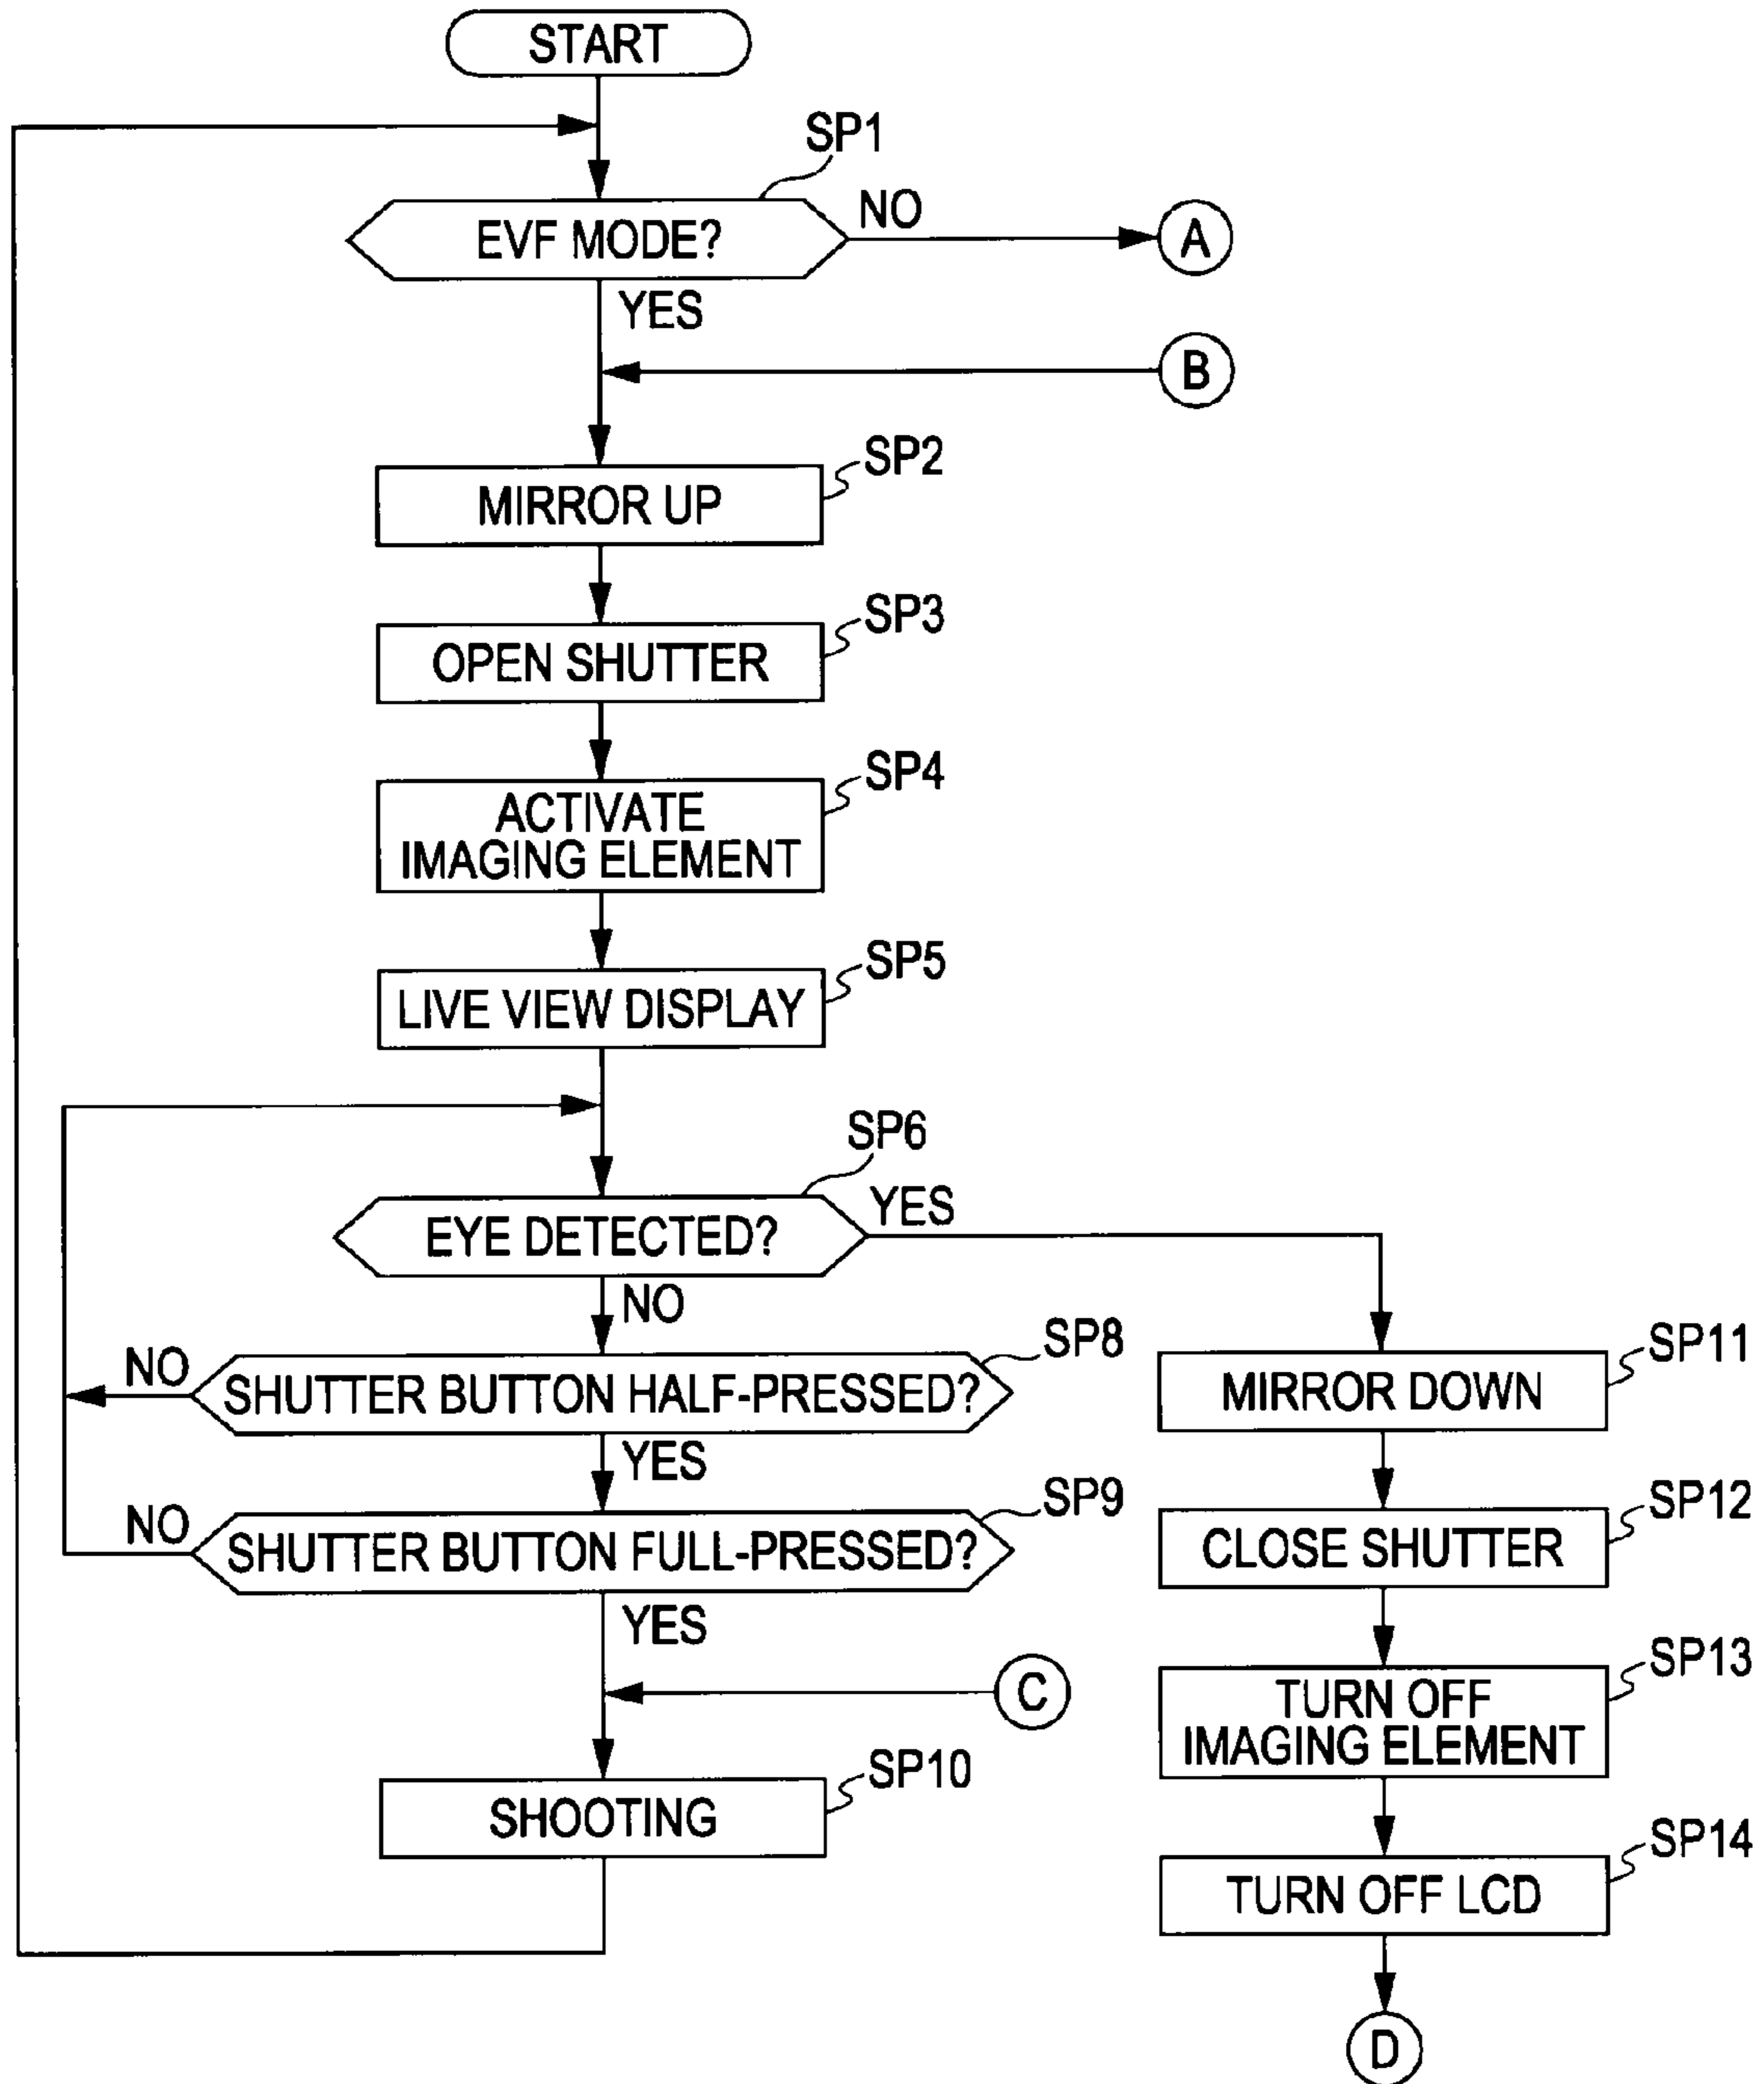 START
SP1
EVF MODE?
NO
A
YES
B
SP2
MIRROR UP
SP3
OPEN SHUTTER
SP4
ACTIVATE
IMAGING ELEMENT
SP5
LIVE VIEW DISPLAY
SP6
EYE DETECTED?
YES
NO
SP8
NO
SHUTTER BUTTON HALF-PRESSED?
YES
SP9
NO
SHUTTER BUTTON FULL-PRESSED?
YES
C
SP10
SHOOTING
SP11
MIRROR DOWN
SP12
CLOSE SHUTTER
SP13
TURN OFF
IMAGING ELEMENT
SP14
TURN OFF LCD
D